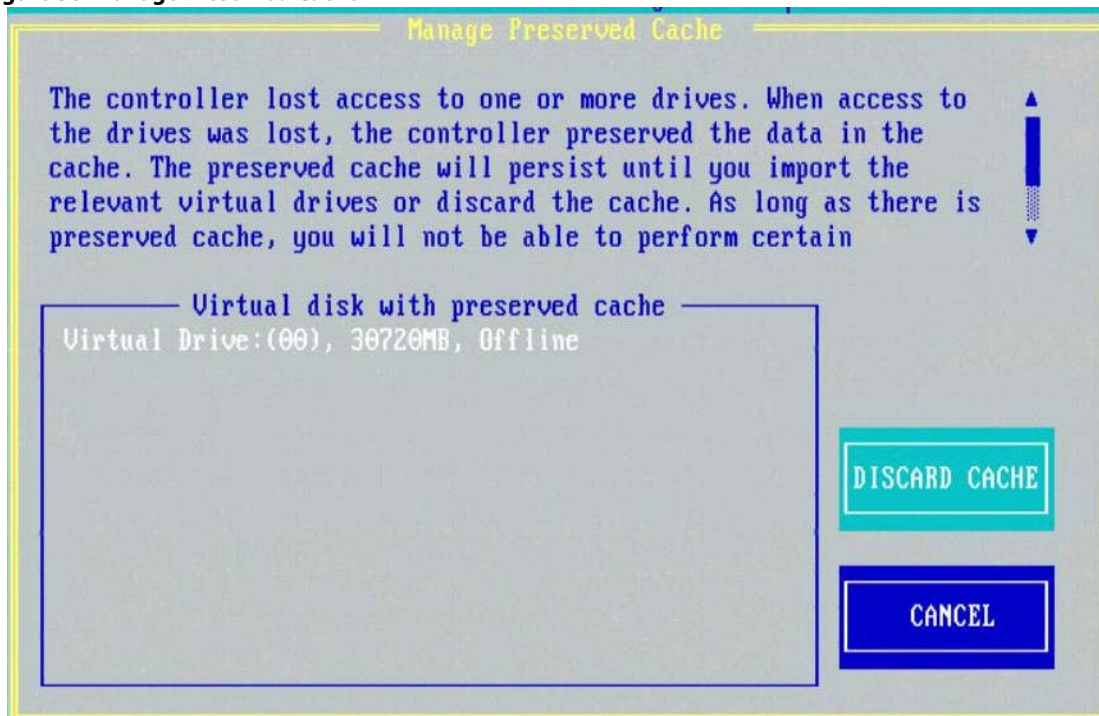 Manage Preserved Cache
The controller lost access to one or more drives. When access to
the drives was lost, the controller preserved the data in the
cache. The preserved cache will persist until you import the
relevant virtual drives or discard the cache. As long as there is
preserved cache, you will not be able to perform certain
Virtual disk with preserved cache
Virtual Drive:(00), 30720MB, Offline
DISCARD CACHE
CANCEL